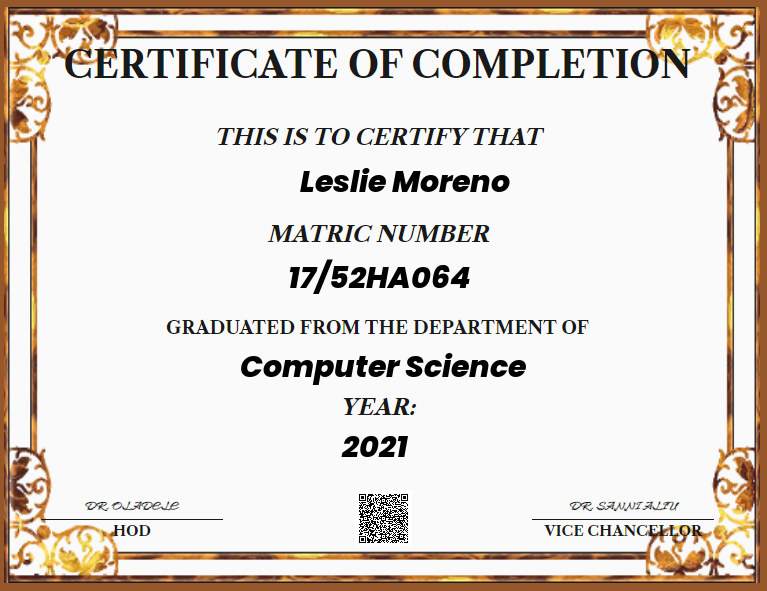 CERTIFICATE OF COMPLETION
THIS IS TO CERTIFY THAT
Leslie Moreno
MATRIC NUMBER
17/52HA064
GRADUATED FROM THE DEPARTMENT OF
Computer Science
YEAR:
2021
DR. OLADELE
DR. SANNI ALIU
HOD
VICE CHANCELLOR